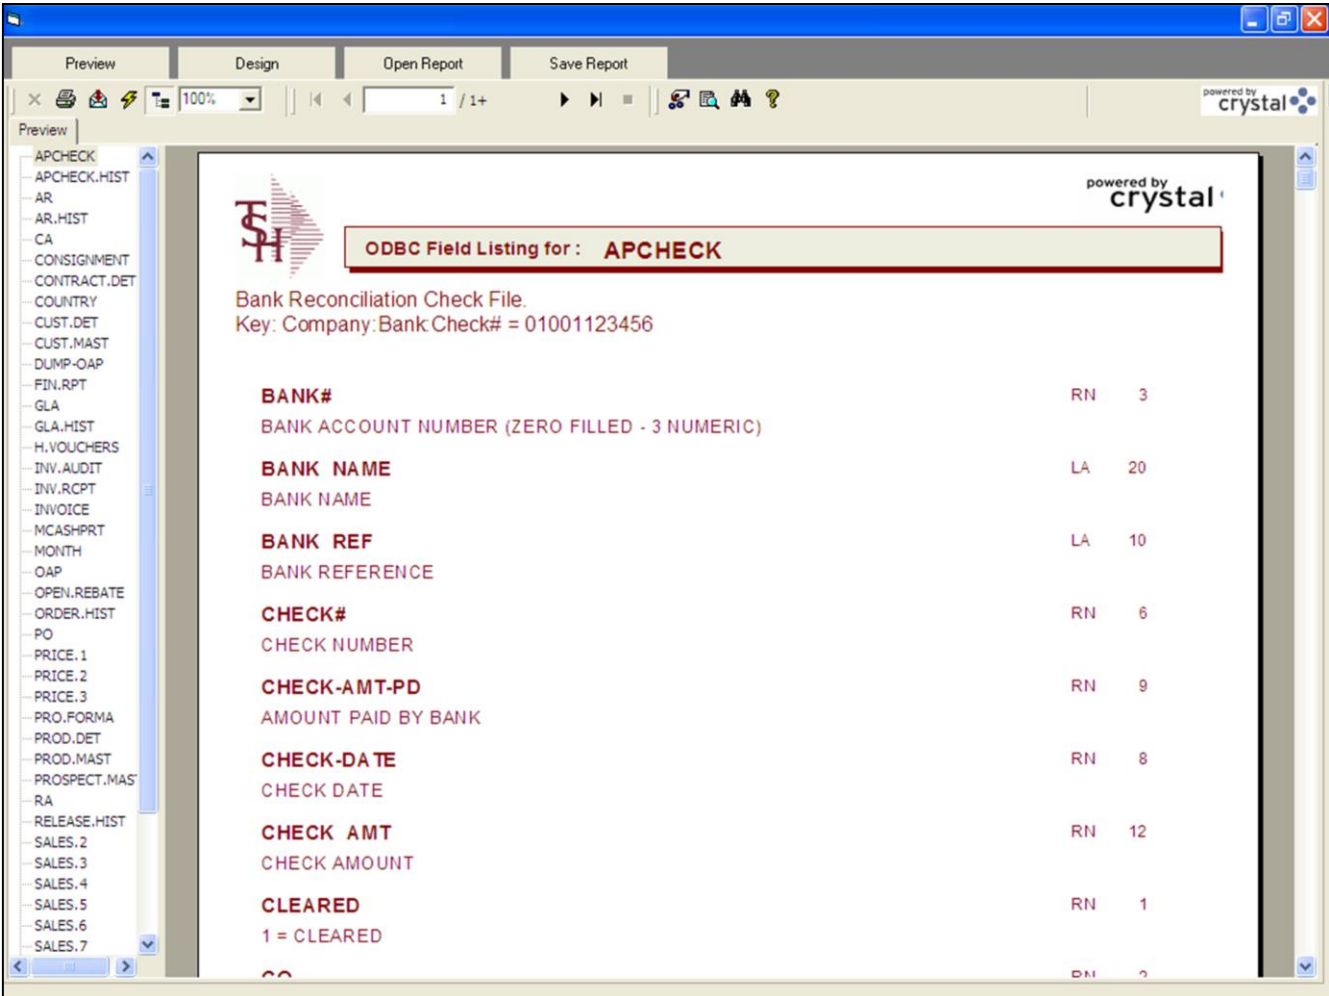 Preview
Design
Open Report
Save Report
100%
1 / 1+
powered by
crystal
Preview
APCHECK
APCHECK.HIST
AR
AR.HIST
CA
CONSIGNMENT
CONTRACT.DET
COUNTRY
CUST.DET
CUST.MAST
DUMP-OAP
FIN.RPT
GLA
GLA.HIST
H.VOUCHERS
INV.AUDIT
INV.RCPT
INVOICE
MCASHPRT
MONTH
OAP
OPEN.REBATE
ORDER.HIST
PO
PRICE.1
PRICE.2
PRICE.3
PRO.FORMA
PROD.DET
PROD.MAST
PROSPECT.MAS
RA
RELEASE.HIST
SALES.2
SALES.3
SALES.4
SALES.5
SALES.6
SALES.7
TSH
powered by
crystal
ODBC Field Listing for : APCHECK
Bank Reconciliation Check File.
Key: Company:Bank:Check# = 01001123456
BANK# RN 3
BANK ACCOUNT NUMBER (ZERO FILLED - 3 NUMERIC)
BANK NAME LA 20
BANK NAME
BANK REF LA 10
BANK REFERENCE
CHECK# RN 6
CHECK NUMBER
CHECK-AMT-PD RN 9
AMOUNT PAID BY BANK
CHECK-DATE RN 8
CHECK DATE
CHECK AMT RN 12
CHECK AMOUNT
CLEARED RN 1
1 = CLEARED